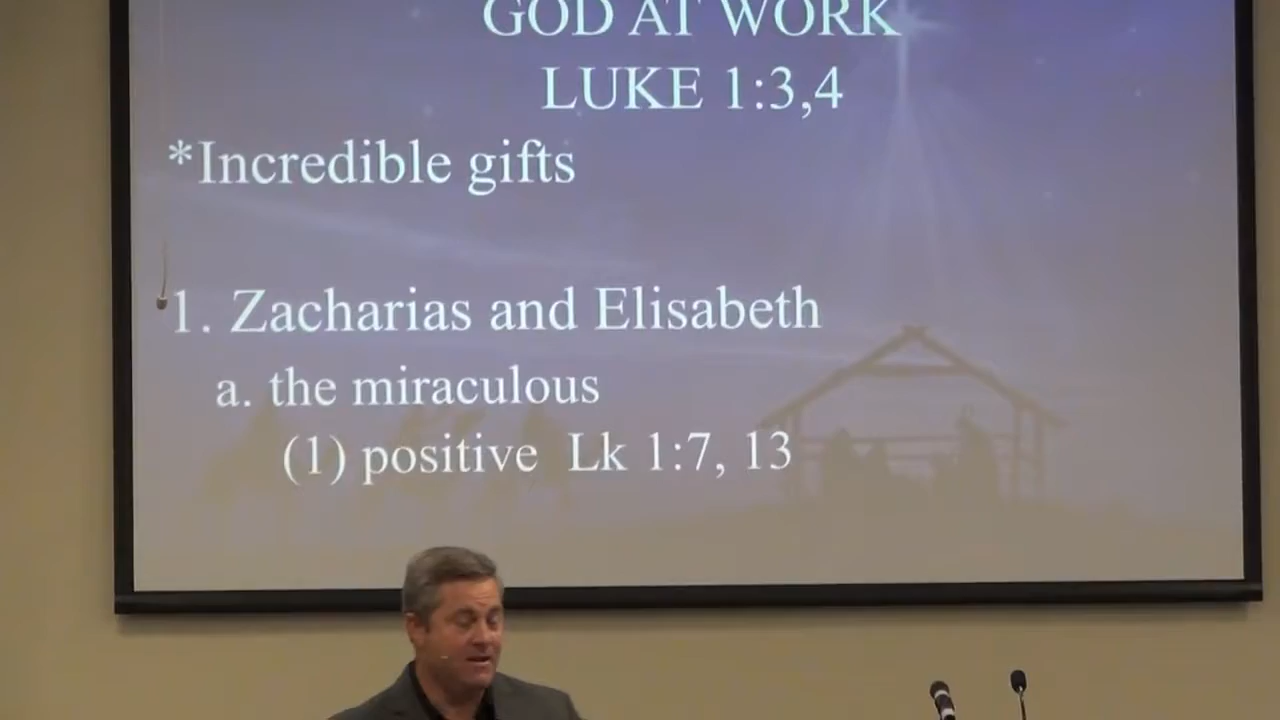 GOD AT WORK
LUKE 1:3,4
*Incredible gifts
1. Zacharias and Elisabeth
a. the miraculous
(1) positive Lk 1:7, 13